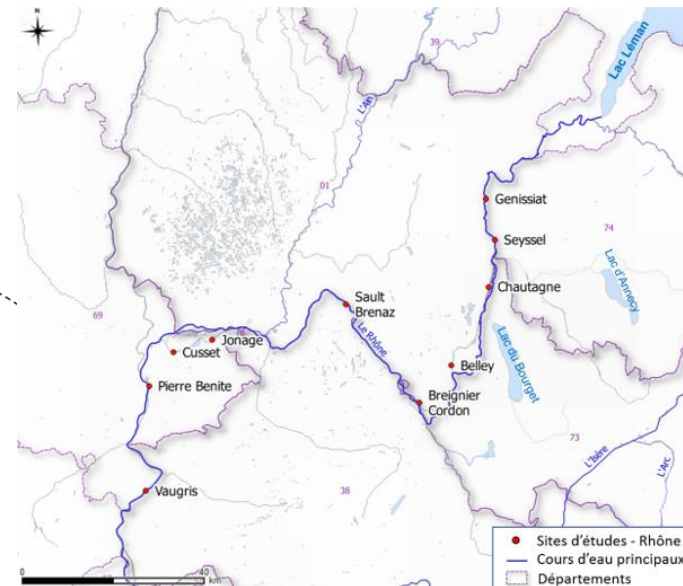 N
39
Lac Léman
L'Ain
01
Genissiat
74
Seyssel
Lac d'Annecy
Chautagne
69
Sault
Brenaz
Le Rhône
Jonage
Cusset
Lac du Bourget
Belley
Pierre Benite
Breignier
Cordon
73
L'Isère
L'Arc
38
Vaugris
Sites d'études - Rhône
Cours d'eau principaux
Départements
0
40
km